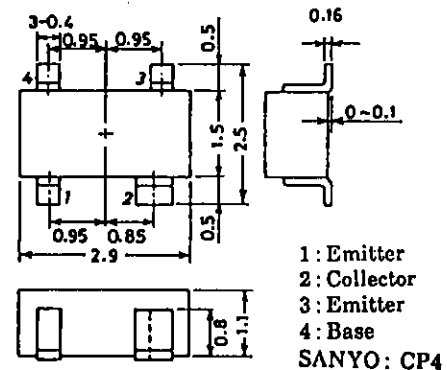 3-0.4
0.16
0.95 0.95
0.5
4 3
0~0.1
1.5
2.5
1 2
0.95 0.85
0.5
2.9
1 : Emitter
2 : Collector
3 : Emitter
4 : Base
SANYO : CP4
0.8
1.1